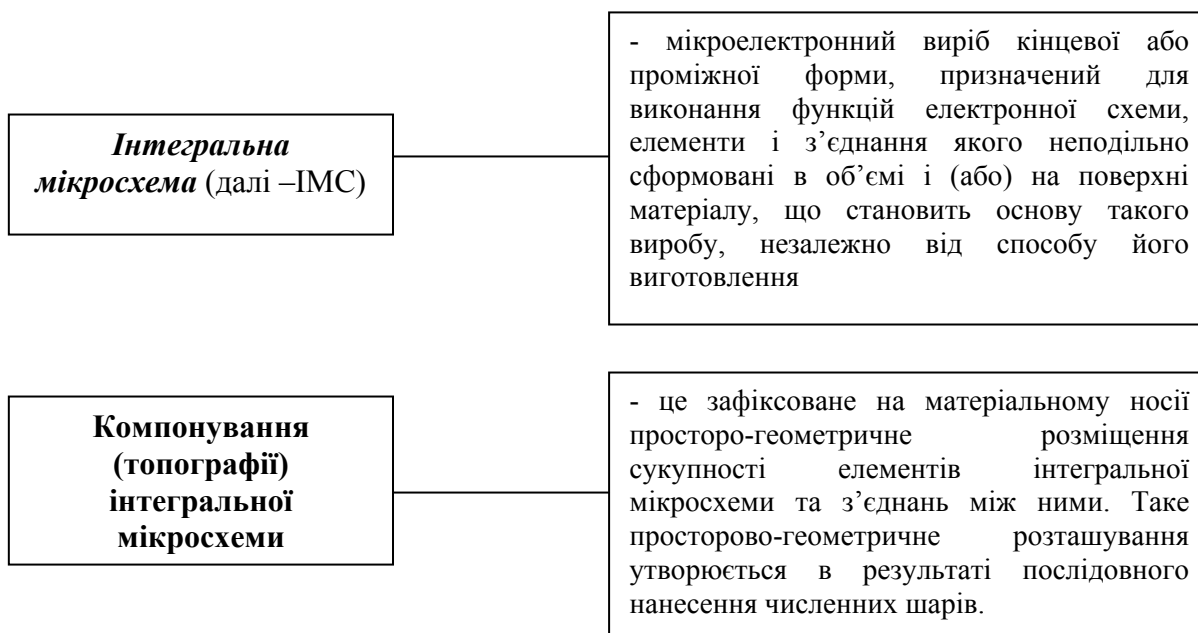 Інтегральна
мікросхема (далі –ІМС)
- мікроелектронний виріб кінцевої або
проміжної форми, призначений для
виконання функцій електронної схеми,
елементи і з’єднання якого неподільно
сформовані в об’ємі і (або) на поверхні
матеріалу, що становить основу такого
виробу, незалежно від способу його
виготовлення
Компонування
(топографії)
інтегральної
мікросхеми
- це зафіксоване на матеріальному носії
просторо-геометричне розміщення
сукупності елементів інтегральної
мікросхеми та з’єднань між ними. Таке
просторово-геометричне розташування
утворюється в результаті послідовного
нанесення численних шарів.